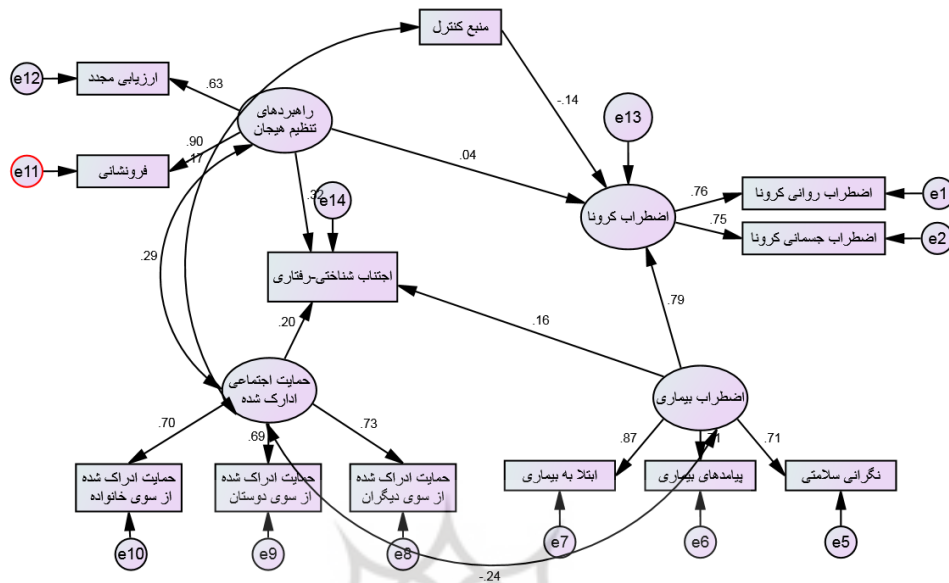 منبع کنترل
e12
ارزیابی مجدد
.63
راهبردهای
تنظیم هیجان
-.14
e13
e11
فرونشانی
.90
.17
.04
اضطراب کرونا
.76
اضطراب روانی کرونا
e1
.75
اضطراب جسمانی کرونا
e2
.32
e14
.29
اجتناب شناختی-رفتاری
.79
.20
.16
حمایت اجتماعی
ادارک شده
اضطراب بیماری
.70
.69
.73
.87
.71
.71
حمایت ادراک شده
از سوی خانواده
حمایت ادراک شده
از سوی دوستان
حمایت ادراک شده
از سوی دیگران
ابتلا به بیماری
پیامدهای بیماری
نگرانی سلامتی
e10
e9
e8
e7
e6
e5
-.24